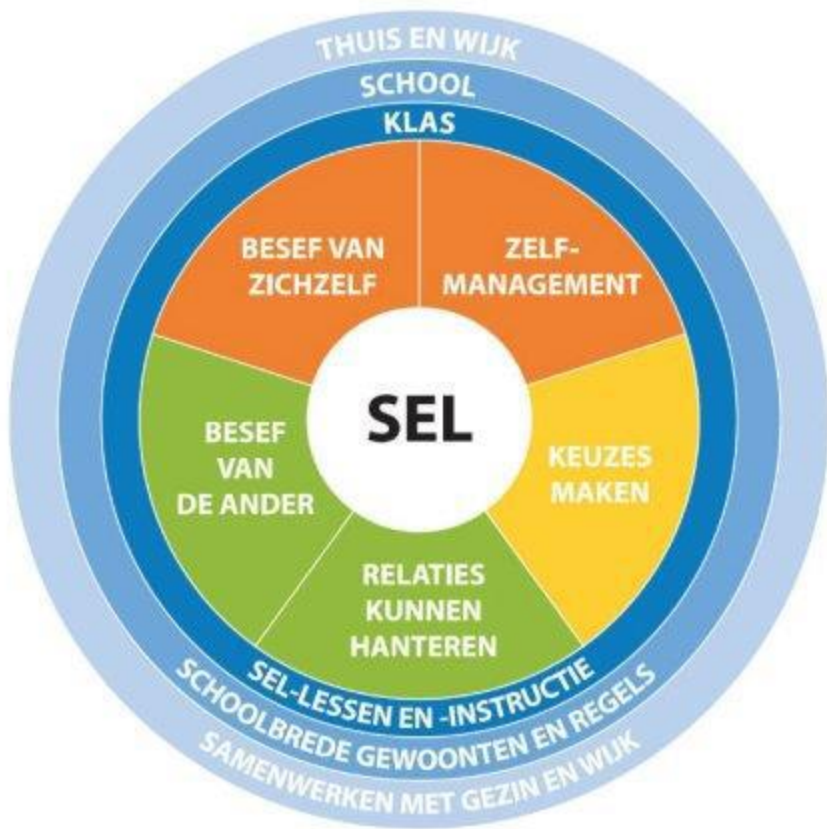 THUIS EN WIJK
SCHOOL
KLAS
BESEF VAN
ZICHZELF
ZELF-
MANAGEMENT
SEL
BESEF
VAN
DE ANDER
KEUZES
MAKEN
RELATIES
KUNNEN
HANTEREN
SEL-LESSEN EN -INSTRUCTIE
SCHOOLBREDE GEWOONTEN EN REGELS
SAMENWERKEN MET GEZIN EN WIJK